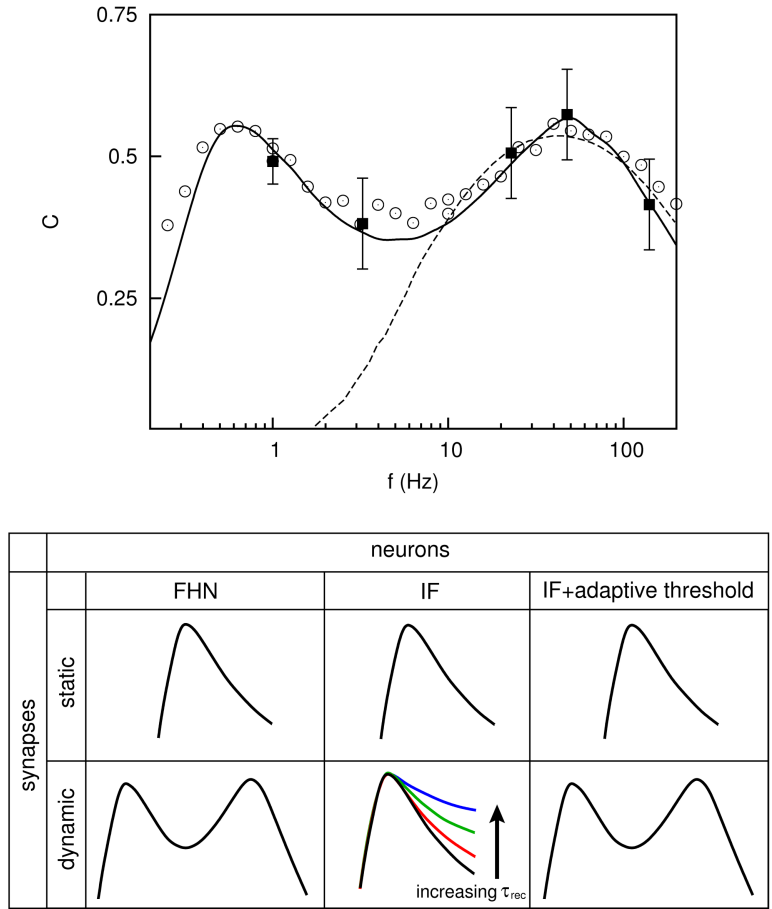 0.75
0.5
0.25
C
1
10
100
f (Hz)
neurons
FHN
IF
IF+adaptive threshold
synapses
static
dynamic
increasing τrec